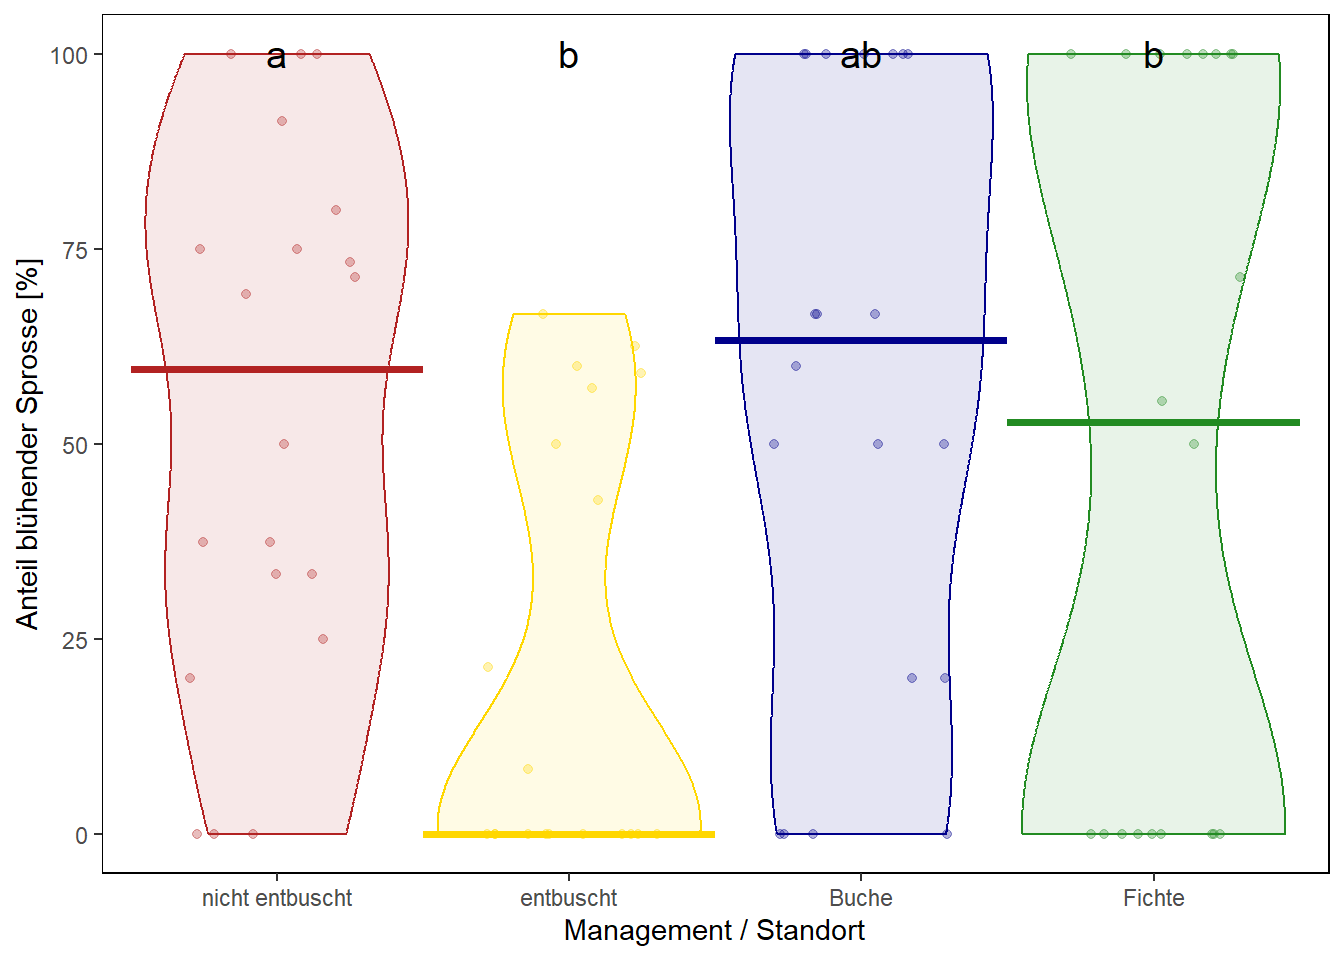 Anteil blühender Sprosse [%]
100
75
50
25
0
a b ab b
nicht entbuscht entbuscht Buche Fichte
Management / Standort